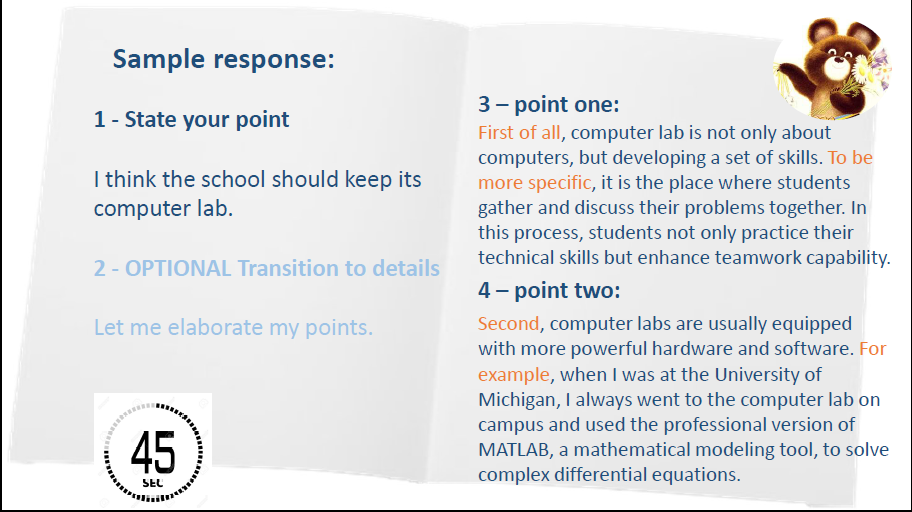 Sample response:
1 - State your point
I think the school should keep its
computer lab.
2 - OPTIONAL Transition to details
Let me elaborate my points.
45
SEC
3 – point one:
First of all, computer lab is not only about
computers, but developing a set of skills. To be
more specific, it is the place where students
gather and discuss their problems together. In
this process, students not only practice their
technical skills but enhance teamwork capability.
4 – point two:
Second, computer labs are usually equipped
with more powerful hardware and software. For
example, when I was at the University of
Michigan, I always went to the computer lab on
campus and used the professional version of
MATLAB, a mathematical modeling tool, to solve
complex differential equations.